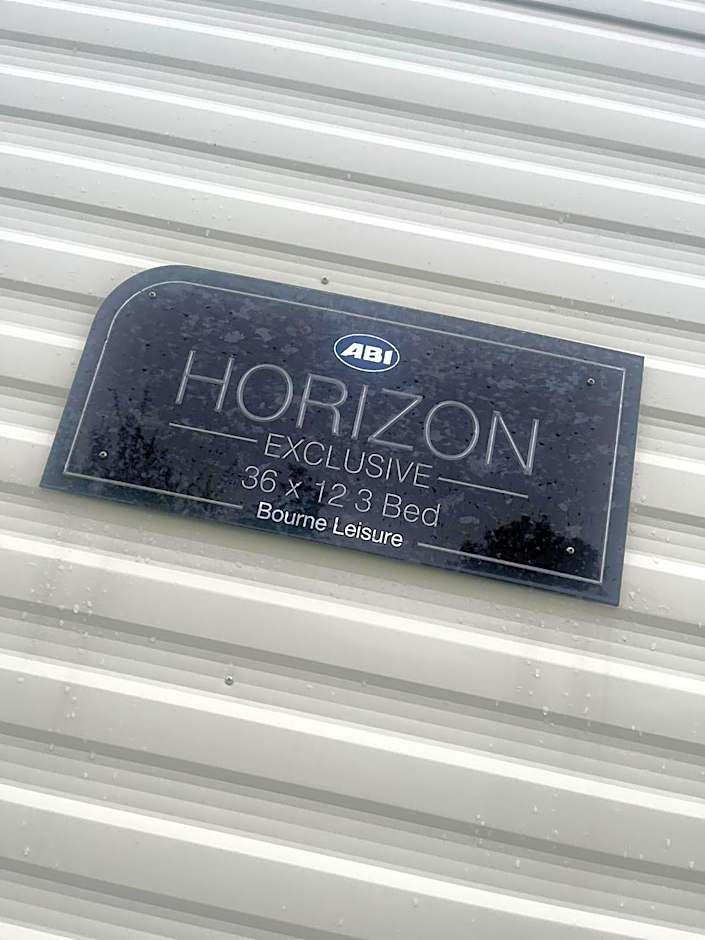 ABI
HORIZON
EXCLUSIVE
36 x 12 3 Bed
Bourne Leisure